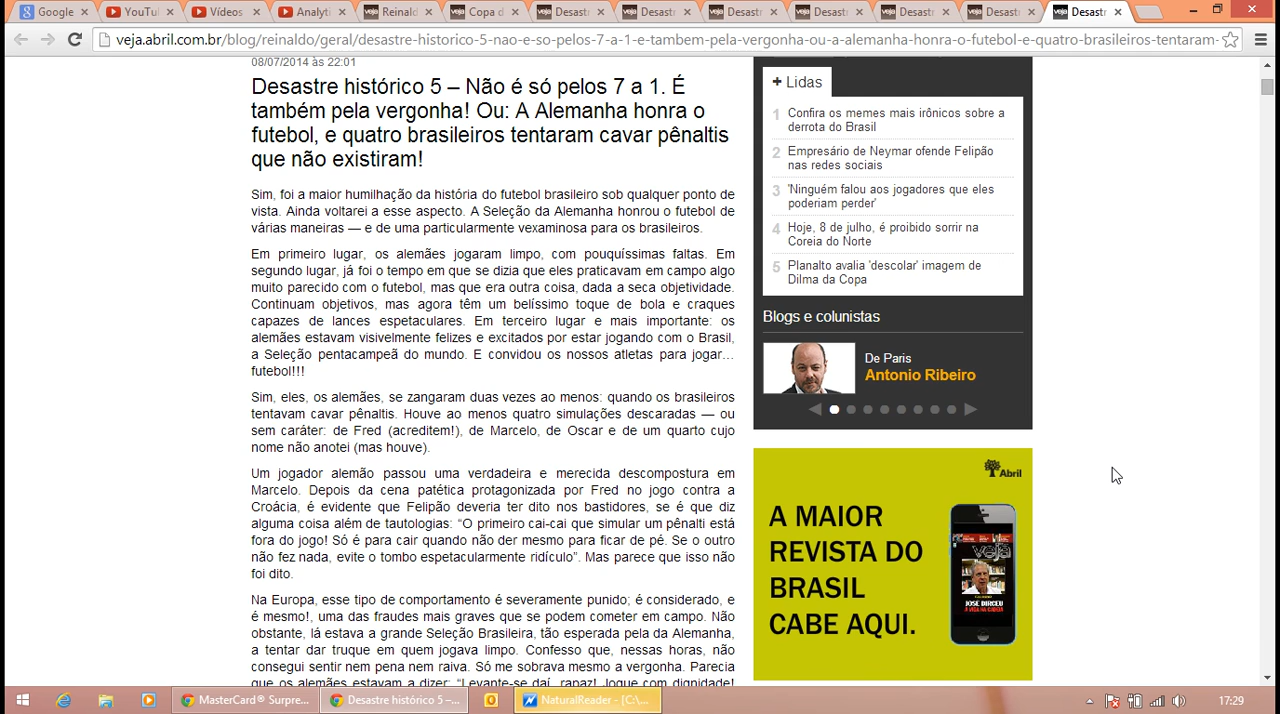 Google
YouTu
Vídeos
Analyti
Reinald
Copa d
Desastr
Desastr
Desastr
Desastr
Desastr
Desastr
Desastr
veja.abril.com.br/blog/reinaldo/geral/desastre-historico-5-nao-e-so-pelos-7-a-1-e-tambem-pela-vergonha-ou-a-alemanha-honra-o-futebol-e-quatro-brasileiros-tentaram-
08/07/2014 às 22:01
Desastre histórico 5 – Não é só pelos 7 a 1. É
também pela vergonha! Ou: A Alemanha honra o
futebol, e quatro brasileiros tentaram cavar pênaltis
que não existiram!
Sim, foi a maior humilhação da história do futebol brasileiro sob qualquer ponto de
vista. Ainda voltarei a esse aspecto. A Seleção da Alemanha honrou o futebol de
várias maneiras — e de uma particularmente vexaminosa para os brasileiros.
Em primeiro lugar, os alemães jogaram limpo, com pouquíssimas faltas. Em
segundo lugar, já foi o tempo em que se dizia que eles praticavam em campo algo
muito parecido com o futebol, mas que era outra coisa, dada a seca objetividade.
Continuam objetivos, mas agora têm um belíssimo toque de bola e craques
capazes de lances espetaculares. Em terceiro lugar e mais importante: os
alemães estavam visivelmente felizes e excitados por estar jogando com o Brasil,
a Seleção pentacampeã do mundo. E convidou os nossos atletas para jogar…
futebol!!!
Sim, eles, os alemães, se zangaram duas vezes ao menos: quando os brasileiros
tentavam cavar pênaltis. Houve ao menos quatro simulações descaradas — ou
sem caráter: de Fred (acreditem!), de Marcelo, de Oscar e de um quarto cujo
nome não anotei (mas houve).
Um jogador alemão passou uma verdadeira e merecida descompostura em
Marcelo. Depois da cena patética protagonizada por Fred no jogo contra a
Croácia, é evidente que Felipão deveria ter dito nos bastidores, se é que diz
alguma coisa além de tautologias: “O primeiro cai-cai que simular um pênalti está
fora do jogo! Só é para cair quando não der mesmo para ficar de pé. Se o outro
não fez nada, evite o tombo espetacularmente ridículo”. Mas parece que isso não
foi dito.
Na Europa, esse tipo de comportamento é severamente punido; é considerado, e
é mesmo!, uma das fraudes mais graves que se podem cometer em campo. Não
obstante, lá estava a grande Seleção Brasileira, tão esperada pela da Alemanha,
a tentar dar truque em quem jogava limpo. Confesso que, nessas horas, não
consegui sentir nem pena nem raiva. Só me sobrava mesmo a vergonha. Parecia
que os alemães estavam a dizer: “Levante-se daí, rapaz! Jogue com dignidade!
+ Lidas
1 Confira os memes mais irônicos sobre a
derrota do Brasil
2 Empresário de Neymar ofende Felipão
nas redes sociais
3 'Ninguém falou aos jogadores que eles
poderiam perder'
4 Hoje, 8 de julho, é proibido sorrir na
Coreia do Norte
5 Planalto avalia 'descolar' imagem de
Dilma da Copa
Blogs e colunistas
De Paris
Antonio Ribeiro
Abril
A MAIOR
REVISTA DO
BRASIL
CABE AQUI.
veja
JOSÉ DIRCEU
MasterCard® Surpre...
Desastre histórico 5 –...
NaturalReader - [C:\...
17:29